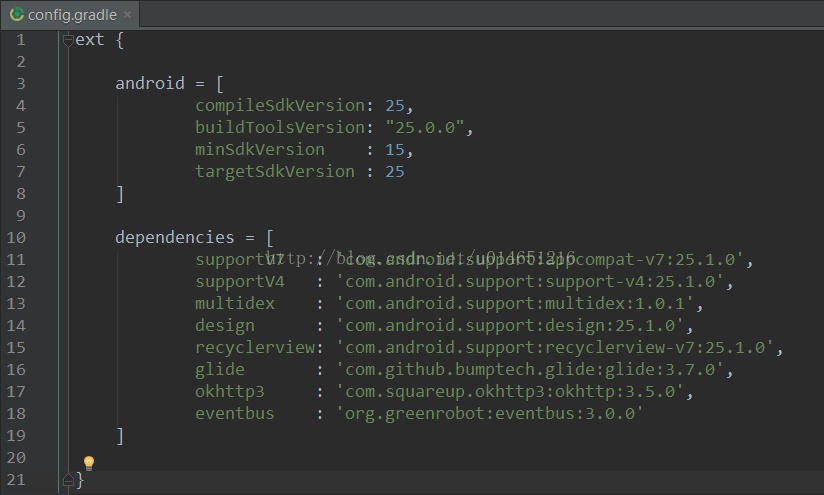 config.gradle ×
1 ext {
2
3 android = [
4 compileSdkVersion: 25,
5 buildToolsVersion: "25.0.0",
6 minSdkVersion : 15,
7 targetSdkVersion : 25
8 ]
9
10 dependencies = [
http://blog.csdn.net/u014651216
11 supportV7 : 'com.android.support:appcompat-v7:25.1.0',
12 supportV4 : 'com.android.support:support-v4:25.1.0',
13 multidex : 'com.android.support:multidex:1.0.1',
14 design : 'com.android.support:design:25.1.0',
15 recyclerview: 'com.android.support:recyclerview-v7:25.1.0',
16 glide : 'com.github.bumptech.glide:glide:3.7.0',
17 okhttp3 : 'com.squareup.okhttp3:okhttp:3.5.0',
18 eventbus : 'org.greenrobot:eventbus:3.0.0'
19 ]
20
21 }